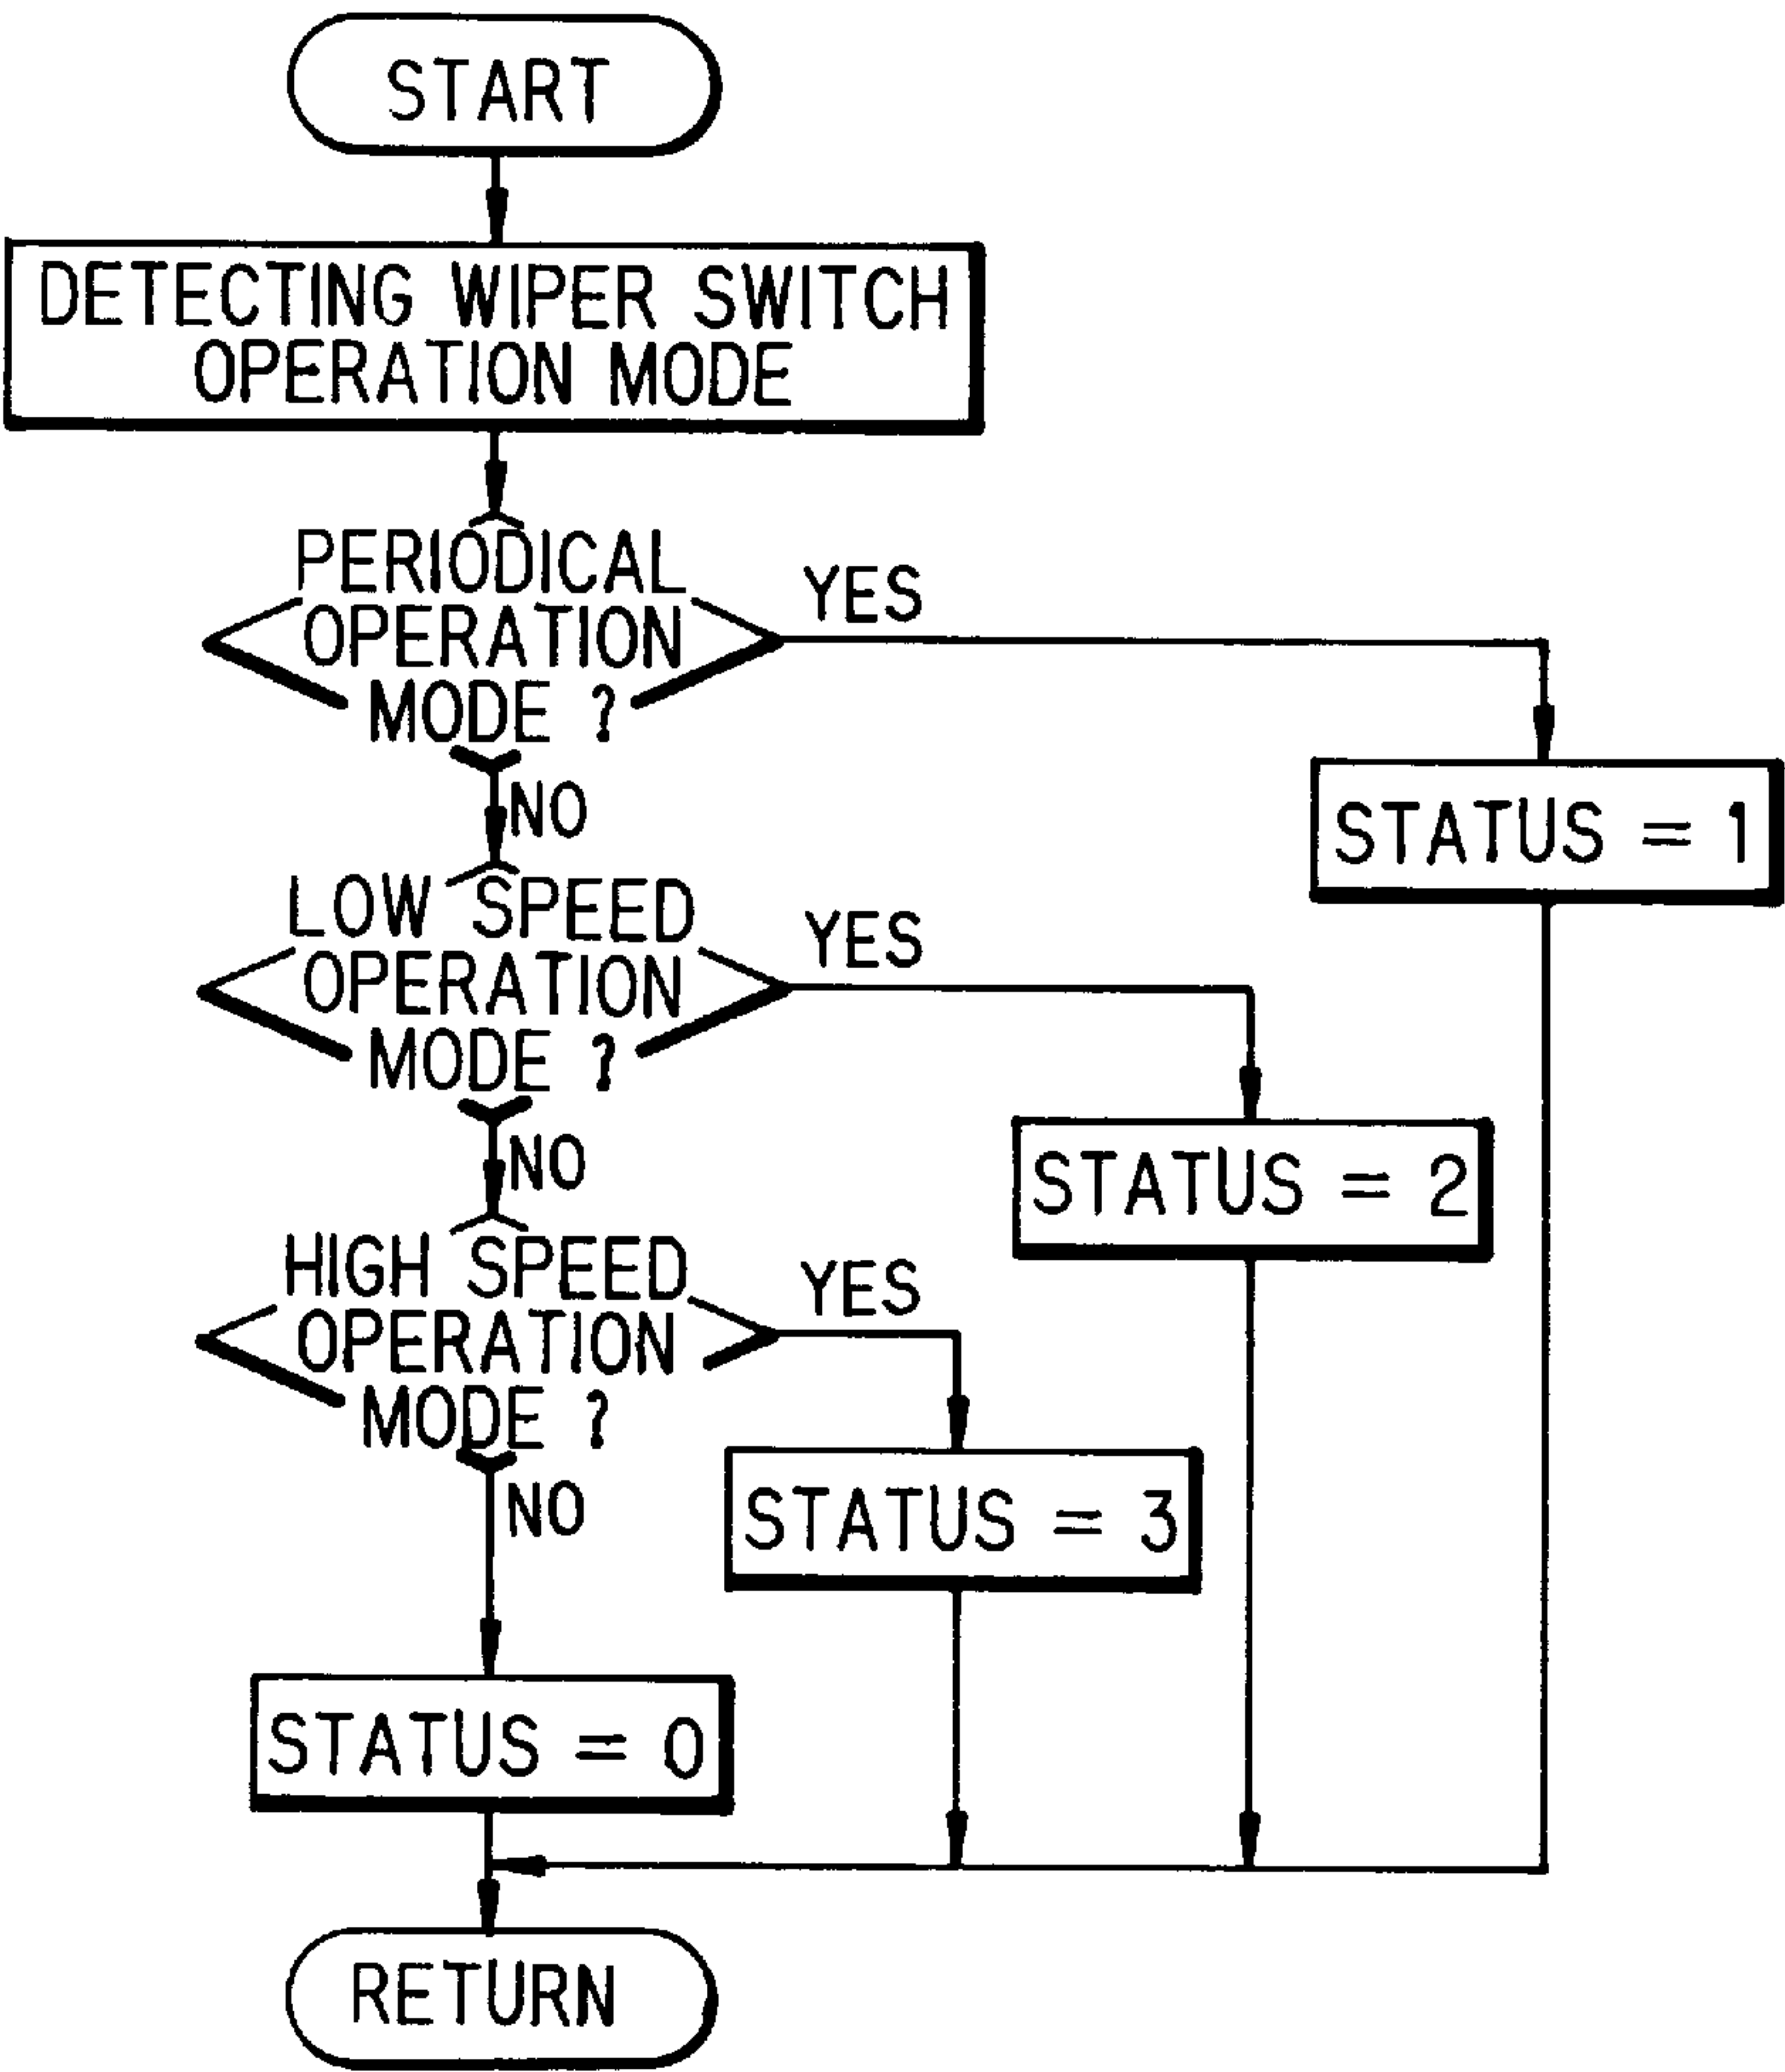 START
DETECTING WIPER SWITCH
OPERATION MODE
PERIODICAL
OPERATION
MODE ?
YES
NO
STATUS = 1
LOW SPEED
OPERATION
MODE ?
YES
NO
STATUS = 2
HIGH SPEED
OPERATION
MODE ?
YES
NO
STATUS = 3
STATUS = 0
RETURN